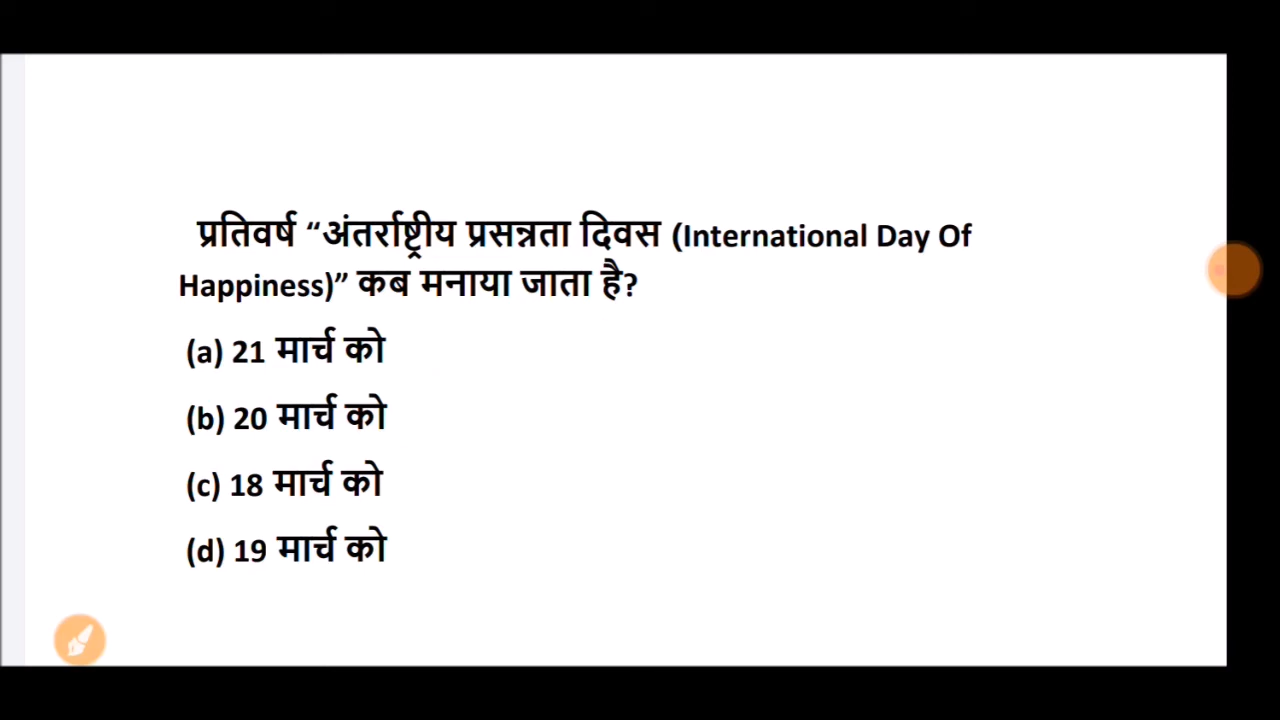 प्रतिवर्ष “अंतर्राष्ट्रीय प्रसन्नता दिवस (International Day Of
Happiness)” कब मनाया जाता है?
(a) 21 मार्च को
(b) 20 मार्च को
(c) 18 मार्च को
(d) 19 मार्च को